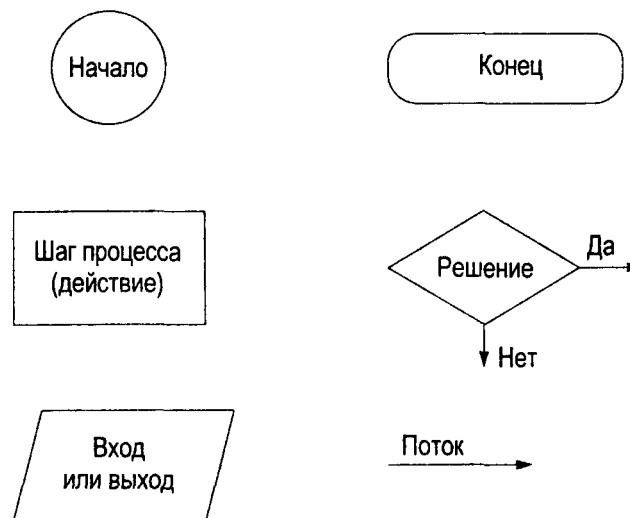 Начало
Конец
Шаг процесса
(действие)
Решение
Да
Нет
Вход
или выход
Поток